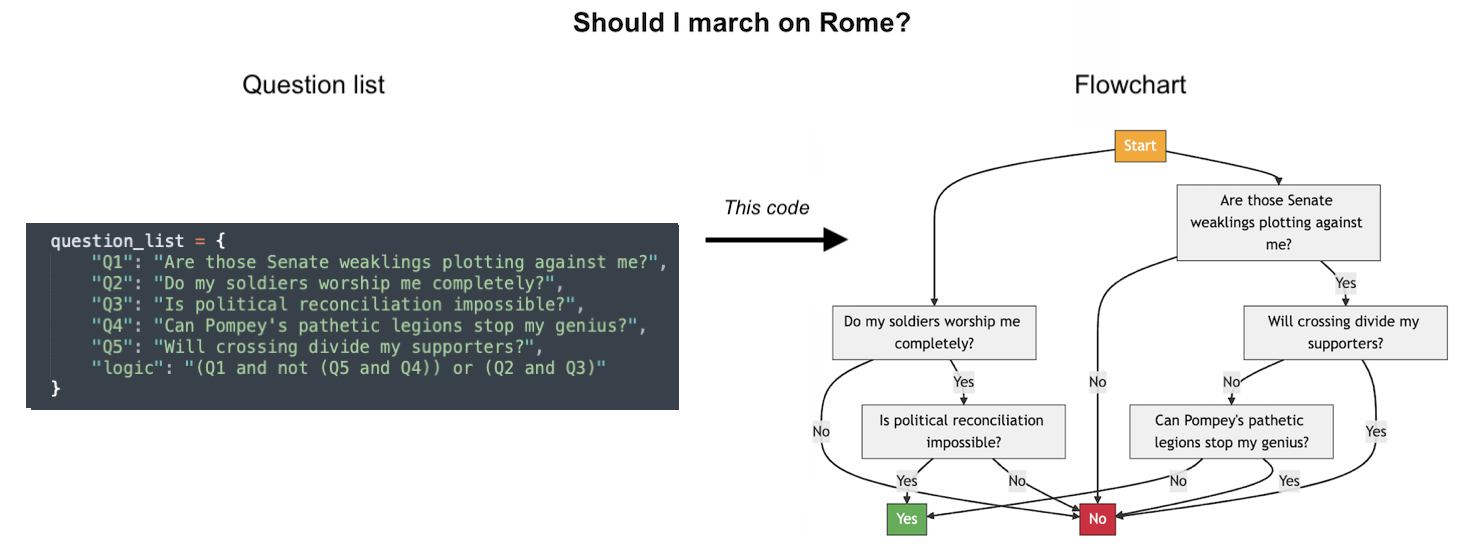 Should I march on Rome?
Question list
Flowchart
This code
question_list = {
"Q1": "Are those Senate weaklings plotting against me?",
"Q2": "Do my soldiers worship me completely?",
"Q3": "Is political reconciliation impossible?",
"Q4": "Can Pompey's pathetic legions stop my genius?",
"Q5": "Will crossing divide my supporters?",
"logic": "(Q1 and not (Q5 and Q4)) or (Q2 and Q3)"
}
Start
Are those Senate
weaklings plotting against
me?
Yes
Do my soldiers worship me
completely?
Will crossing divide my
supporters?
Yes
No
No
Is political reconciliation
impossible?
Can Pompey's pathetic
legions stop my genius?
No
Yes
Yes
No
No
Yes
Yes
No